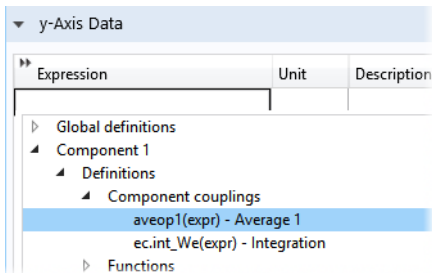 y-Axis Data
Expression Unit Description
Global definitions
Component 1
Definitions
Component couplings
aveop1(expr) - Average 1
ec.int_We(expr) - Integration
Functions